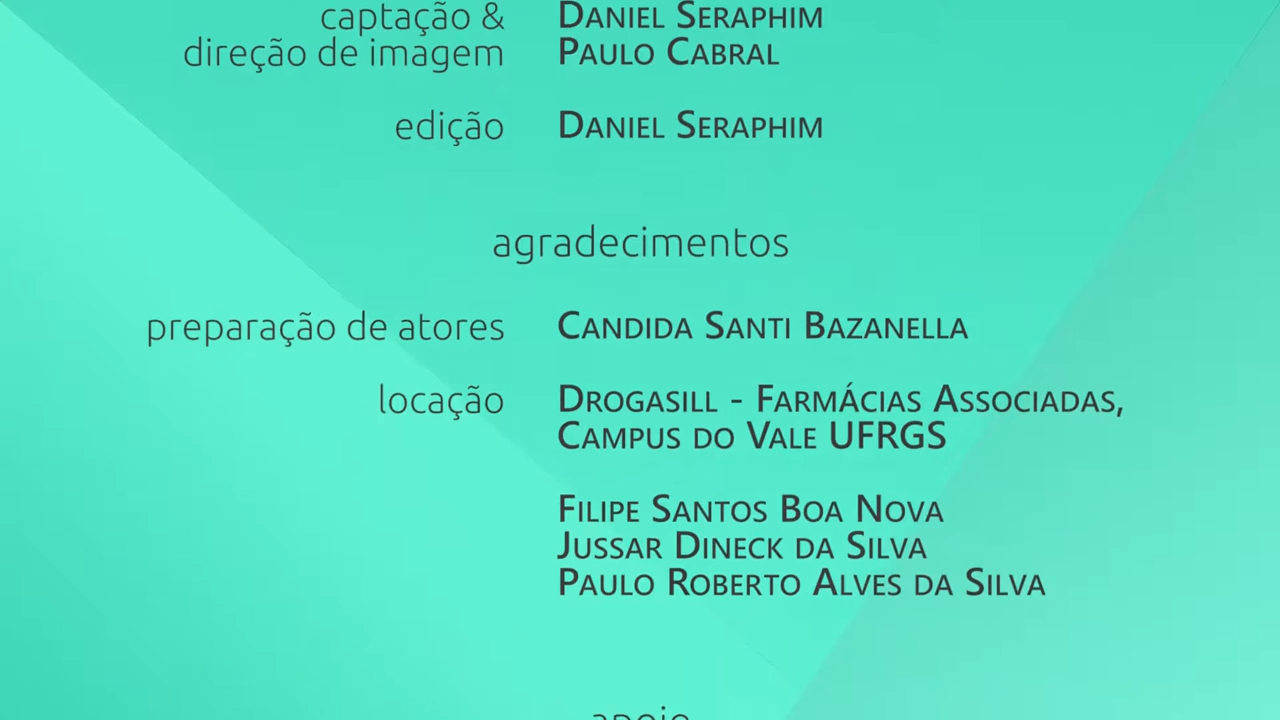 captação & Daniel Seraphim
direção de imagem Paulo Cabral
edição Daniel Seraphim
agradecimentos
preparação de atores Candida Santi Bazanella
locação Drogasill - Farmácias Associadas,
Campus do Vale UFRGS
Filipe Santos Boa Nova
Jussar Dineck da Silva
Paulo Roberto Alves da Silva
apoio